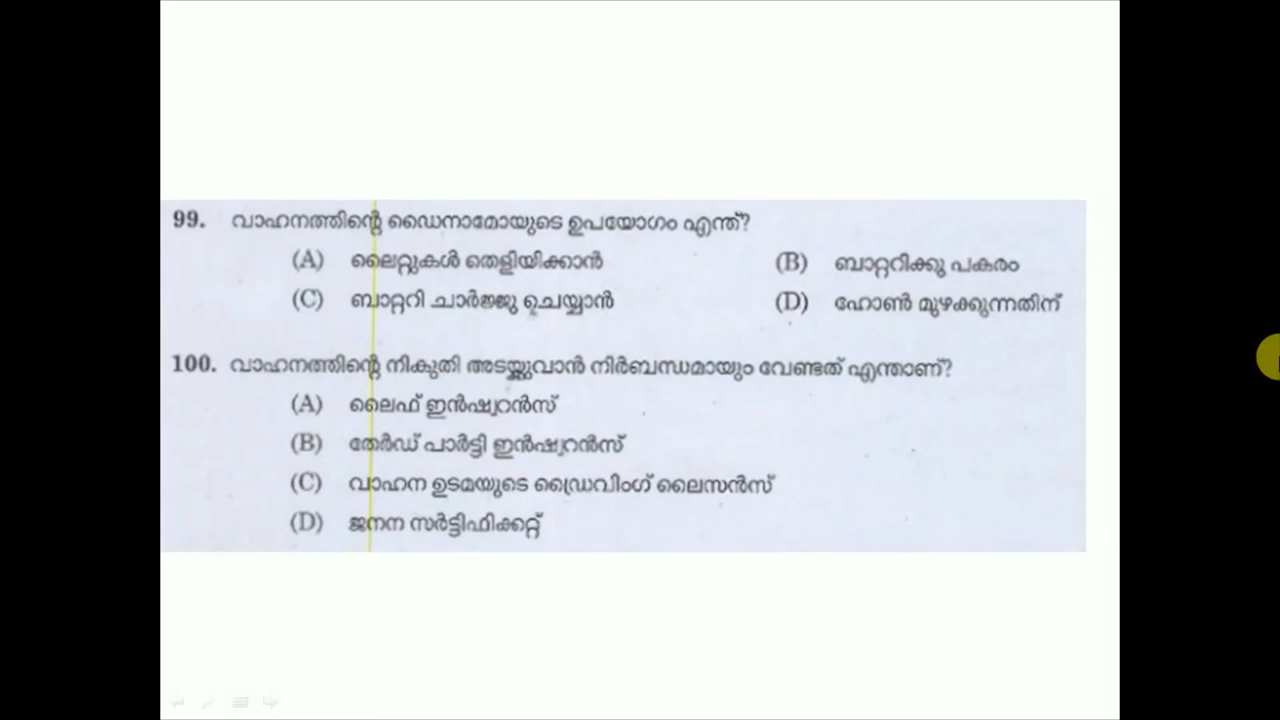 99. വാഹനത്തിന്റെ ഡൈനാമോയുടെ ഉപയോഗം എന്ത്?
(A) ലൈറ്റുകൾ തെളിയിക്കാൻ (B) ബാറ്ററിക്കു പകരം
(C) ബാറ്ററി ചാർജ്ജു ചെയ്യാൻ (D) ഹോൺ മുഴക്കുന്നതിന്
100. വാഹനത്തിന്റെ നികുതി അടയ്ക്കുവാൻ നിർബന്ധമായും വേണ്ടത് എന്താണ്?
(A) ലൈഫ് ഇൻഷ്വറൻസ്
(B) തേർഡ് പാർട്ടി ഇൻഷ്വറൻസ്
(C) വാഹന ഉടമയുടെ ഡ്രൈവിംഗ് ലൈസൻസ്
(D) ജനന സർട്ടിഫിക്കറ്റ്